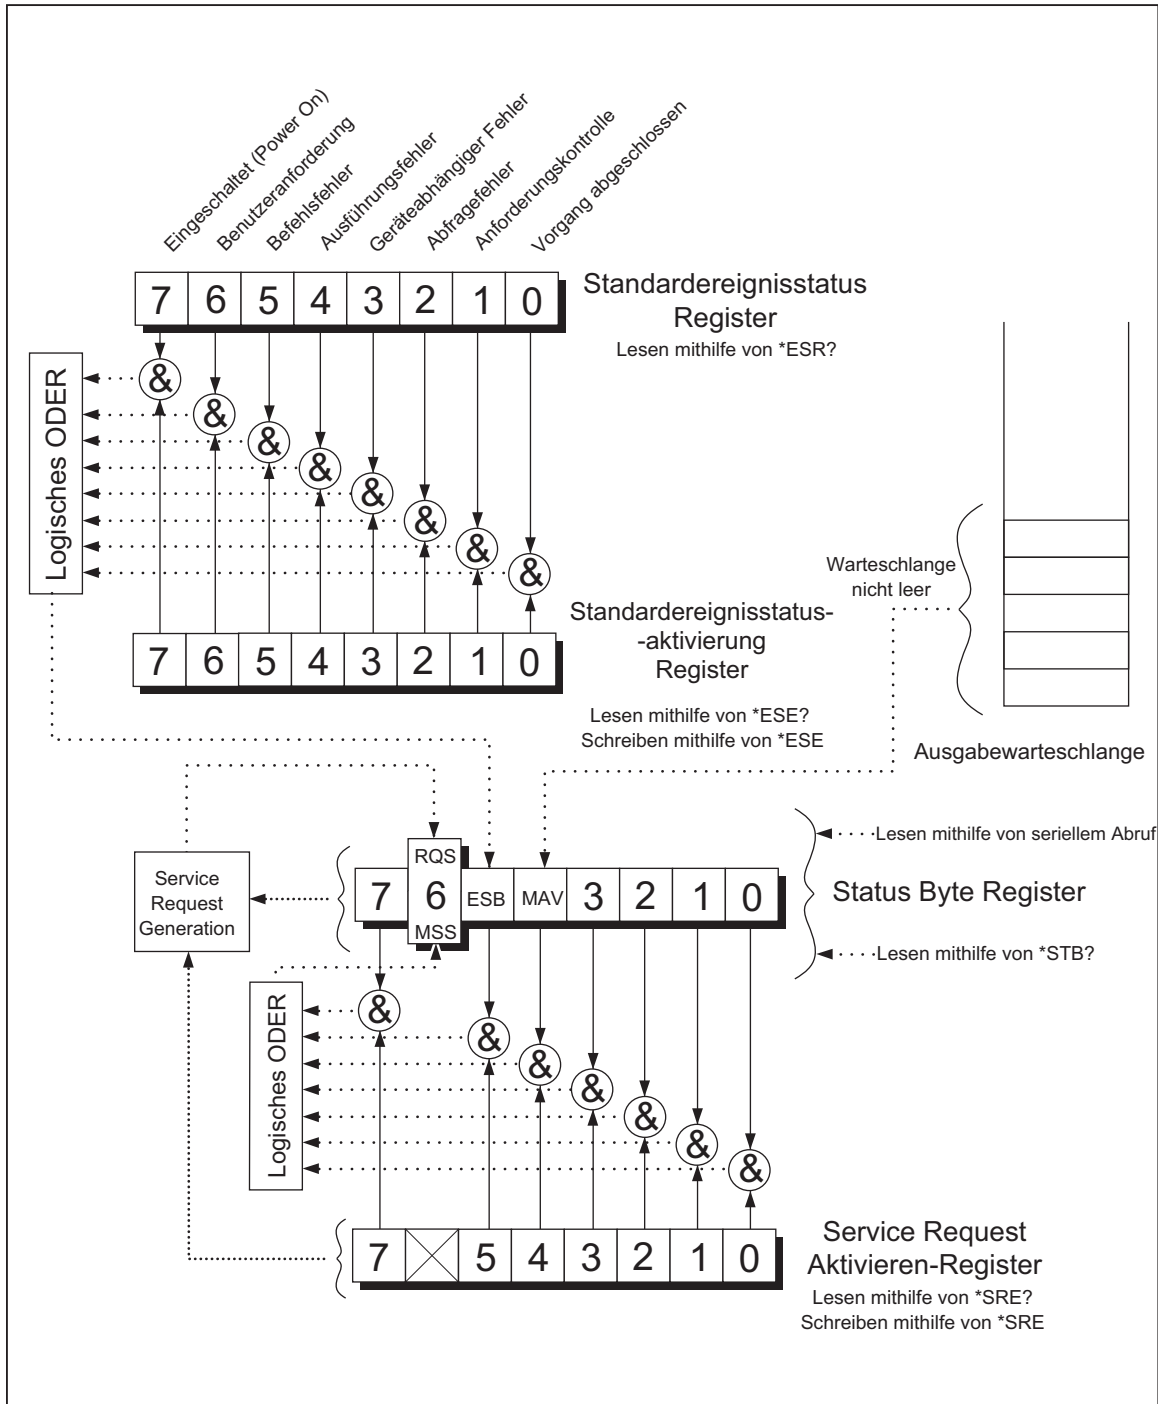 Eingeschaltet (Power On)
Benutzeranforderung
Befehlsfehler
Ausführungsfehler
Geräteabhängiger Fehler
Abfragefehler
Anforderungskontrolle
Vorgang abgeschlossen
7 6 5 4 3 2 1 0
Standardereignisstatus
Register
Lesen mithilfe von *ESR?
Logisches ODER
&
&
&
&
&
&
&
&
Warteschlange
nicht leer
Standardereignisstatus-
-aktivierung
Register
7 6 5 4 3 2 1 0
Lesen mithilfe von *ESE?
Schreiben mithilfe von *ESE
Ausgabewarteschlange
Lesen mithilfe von seriellem Abruf
Service
Request
Generation
RQS
7 6 ESB MAV 3 2 1 0
MSS
Status Byte Register
Lesen mithilfe von *STB?
Logisches ODER
&
&
&
&
&
&
&
7 5 4 3 2 1 0
Service Request
Aktivieren-Register
Lesen mithilfe von *SRE?
Schreiben mithilfe von *SRE